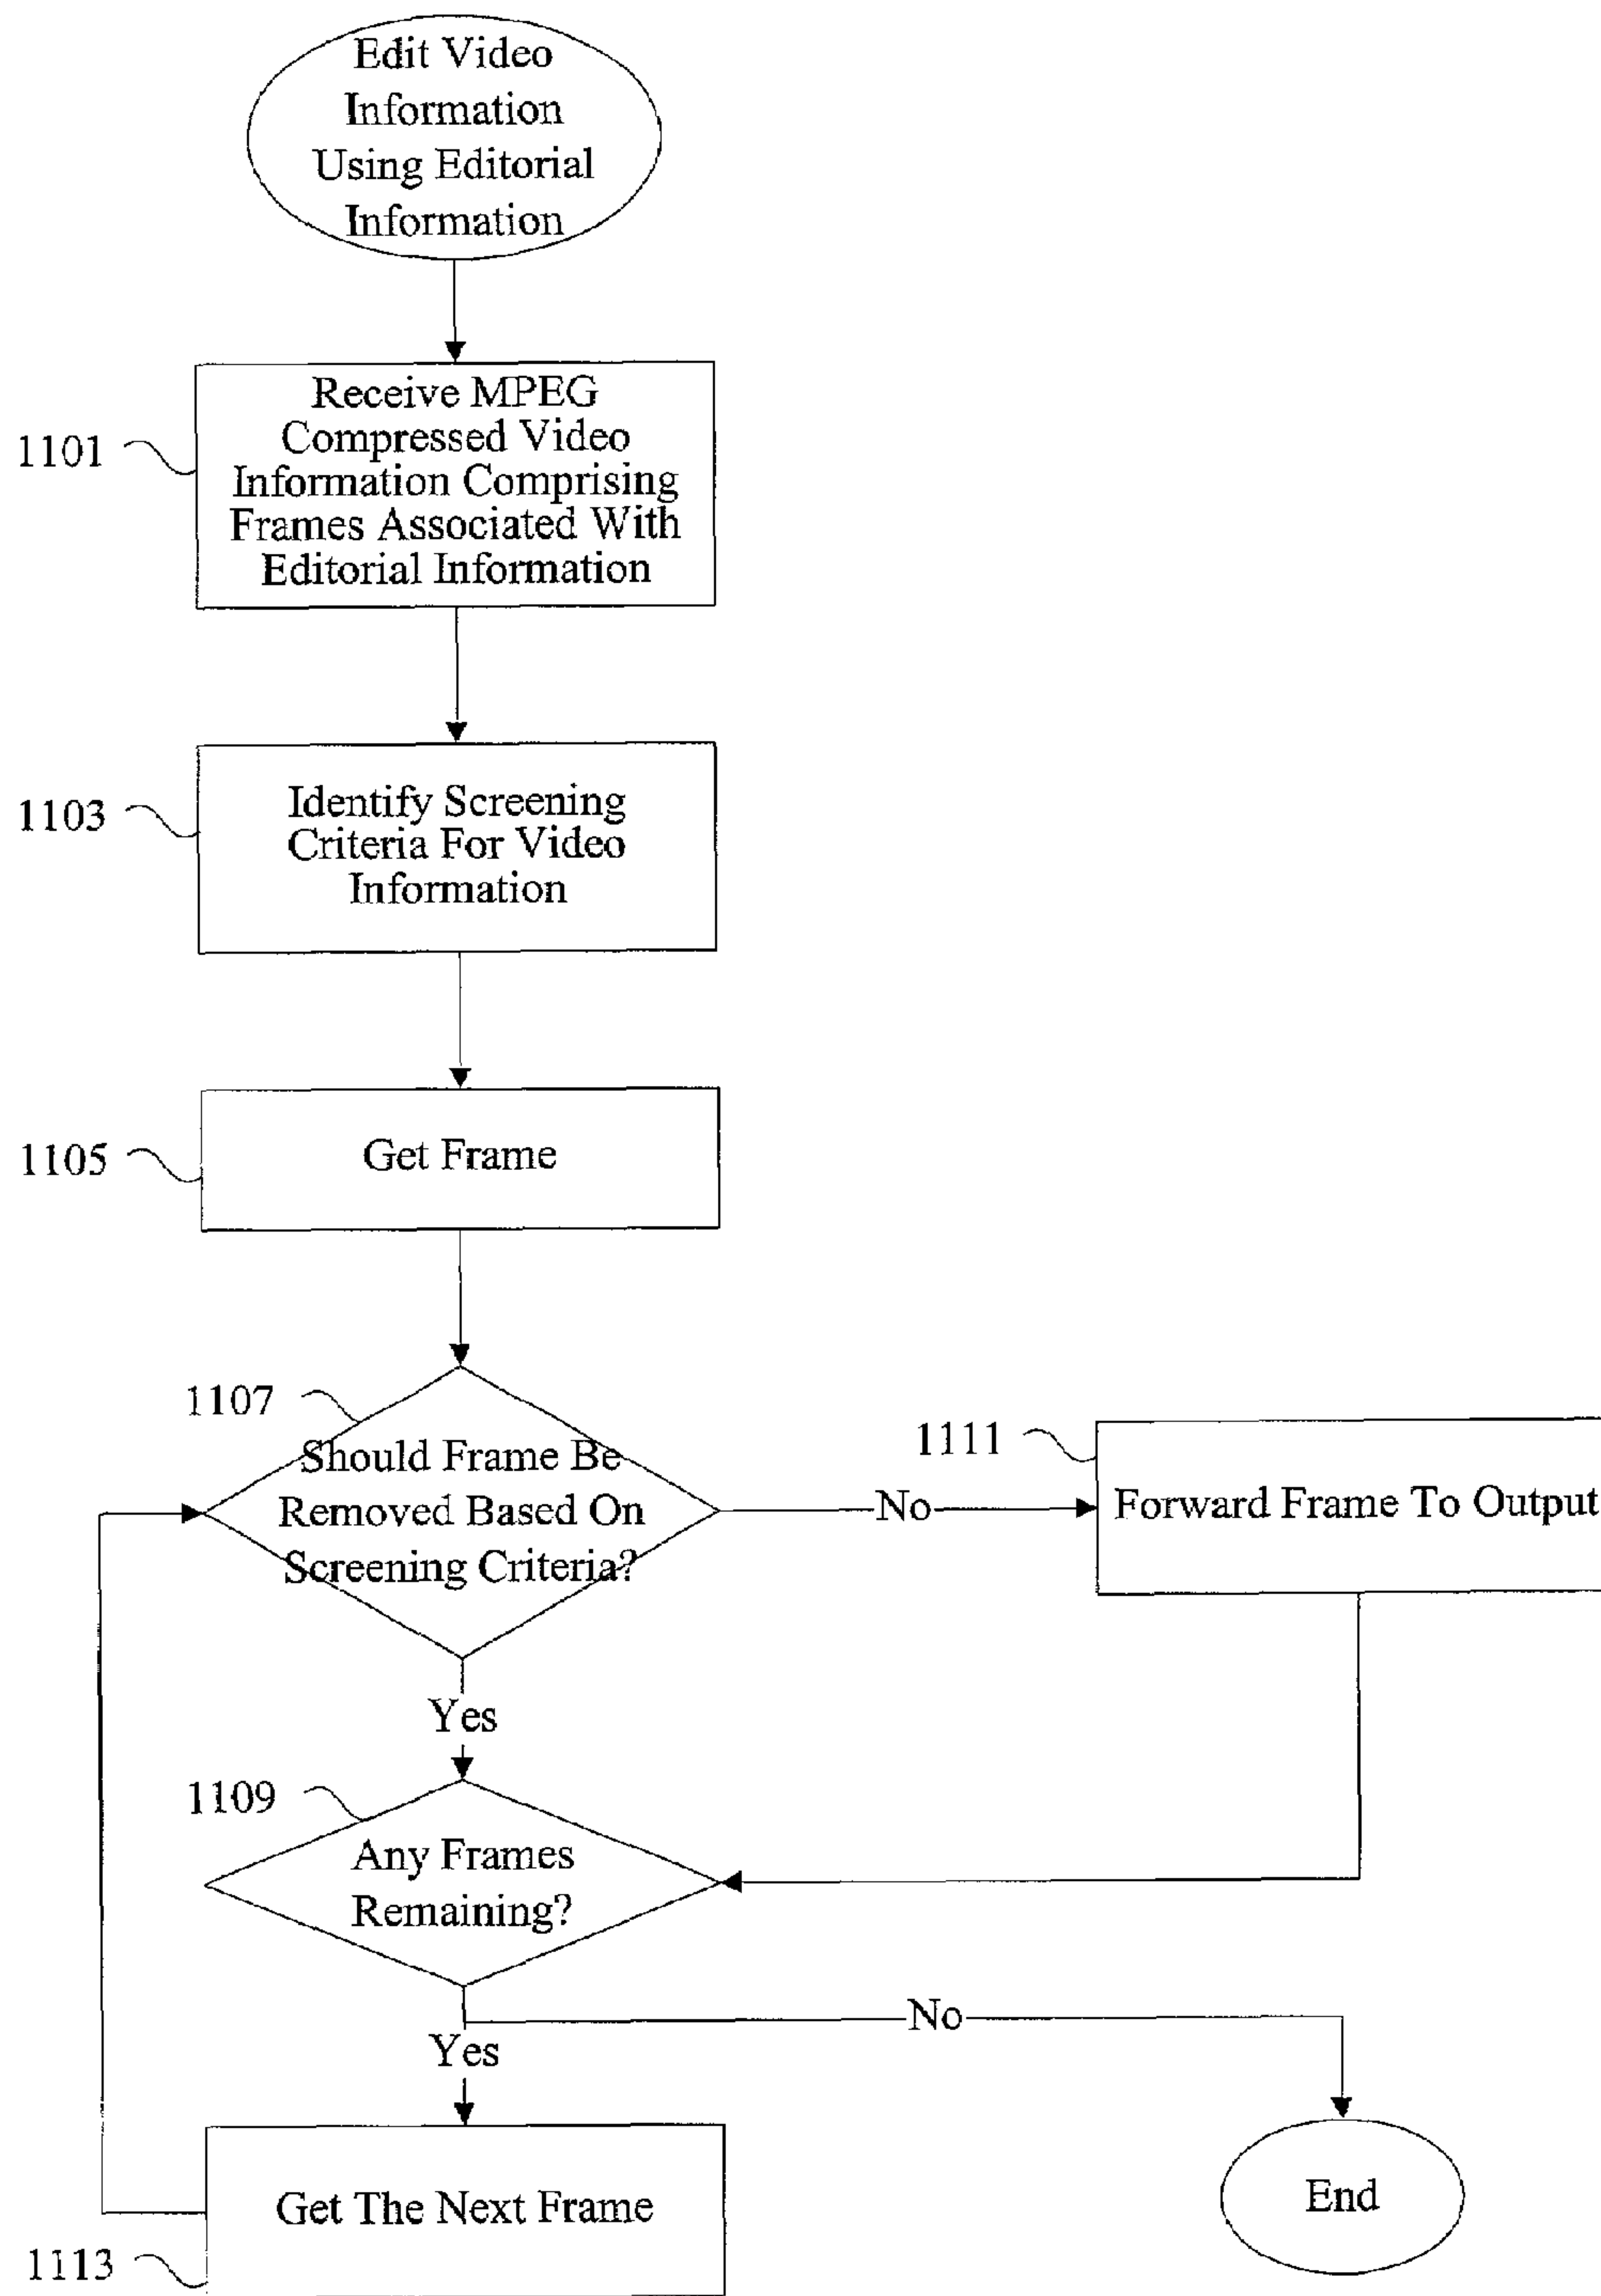 Edit Video
Information
Using Editorial
Information
1101
Receive MPEG
Compressed Video
Information Comprising
Frames Associated With
Editorial Information
1103
Identify Screening
Criteria For Video
Information
1105
Get Frame
1107
Should Frame Be
Removed Based On
Screening Criteria?
No
1111
Forward Frame To Output
Yes
1109
Any Frames
Remaining?
No
Yes
Get The Next Frame
1113
End